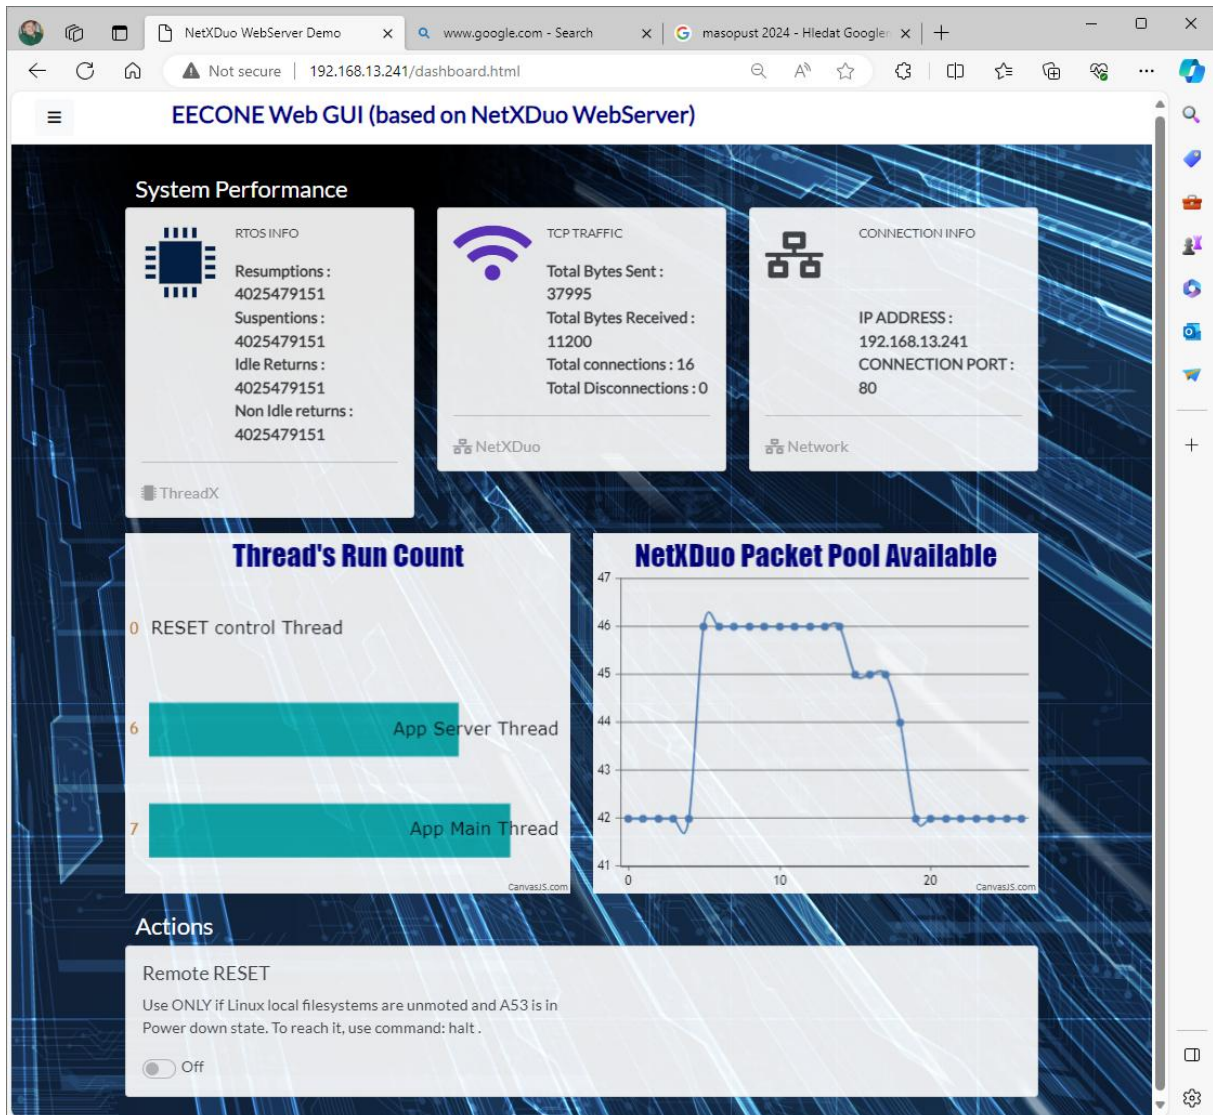 NetXDuo WebServer Demo
www.google.com - Search
masopust 2024 - Hledat Googlem
Not secure | 192.168.13.241/dashboard.html
EECONE Web GUI (based on NetXDuo WebServer)
System Performance
RTOS INFO
Resumptions :
4025479151
Suspentions :
4025479151
Idle Returns :
4025479151
Non Idle returns :
4025479151
ThreadX
TCP TRAFFIC
Total Bytes Sent :
37995
Total Bytes Received :
11200
Total connections : 16
Total Disconnections : 0
NetXDuo
CONNECTION INFO
IP ADDRESS :
192.168.13.241
CONNECTION PORT :
80
Network
Thread's Run Count
0 RESET control Thread
6 App Server Thread
7 App Main Thread
CanvasJS.com
NetXDuo Packet Pool Available
47
46
45
44
43
42
41
0 10 20
CanvasJS.com
Actions
Remote RESET
Use ONLY if Linux local filesystems are unmoted and A53 is in
Power down state. To reach it, use command: halt .
Off